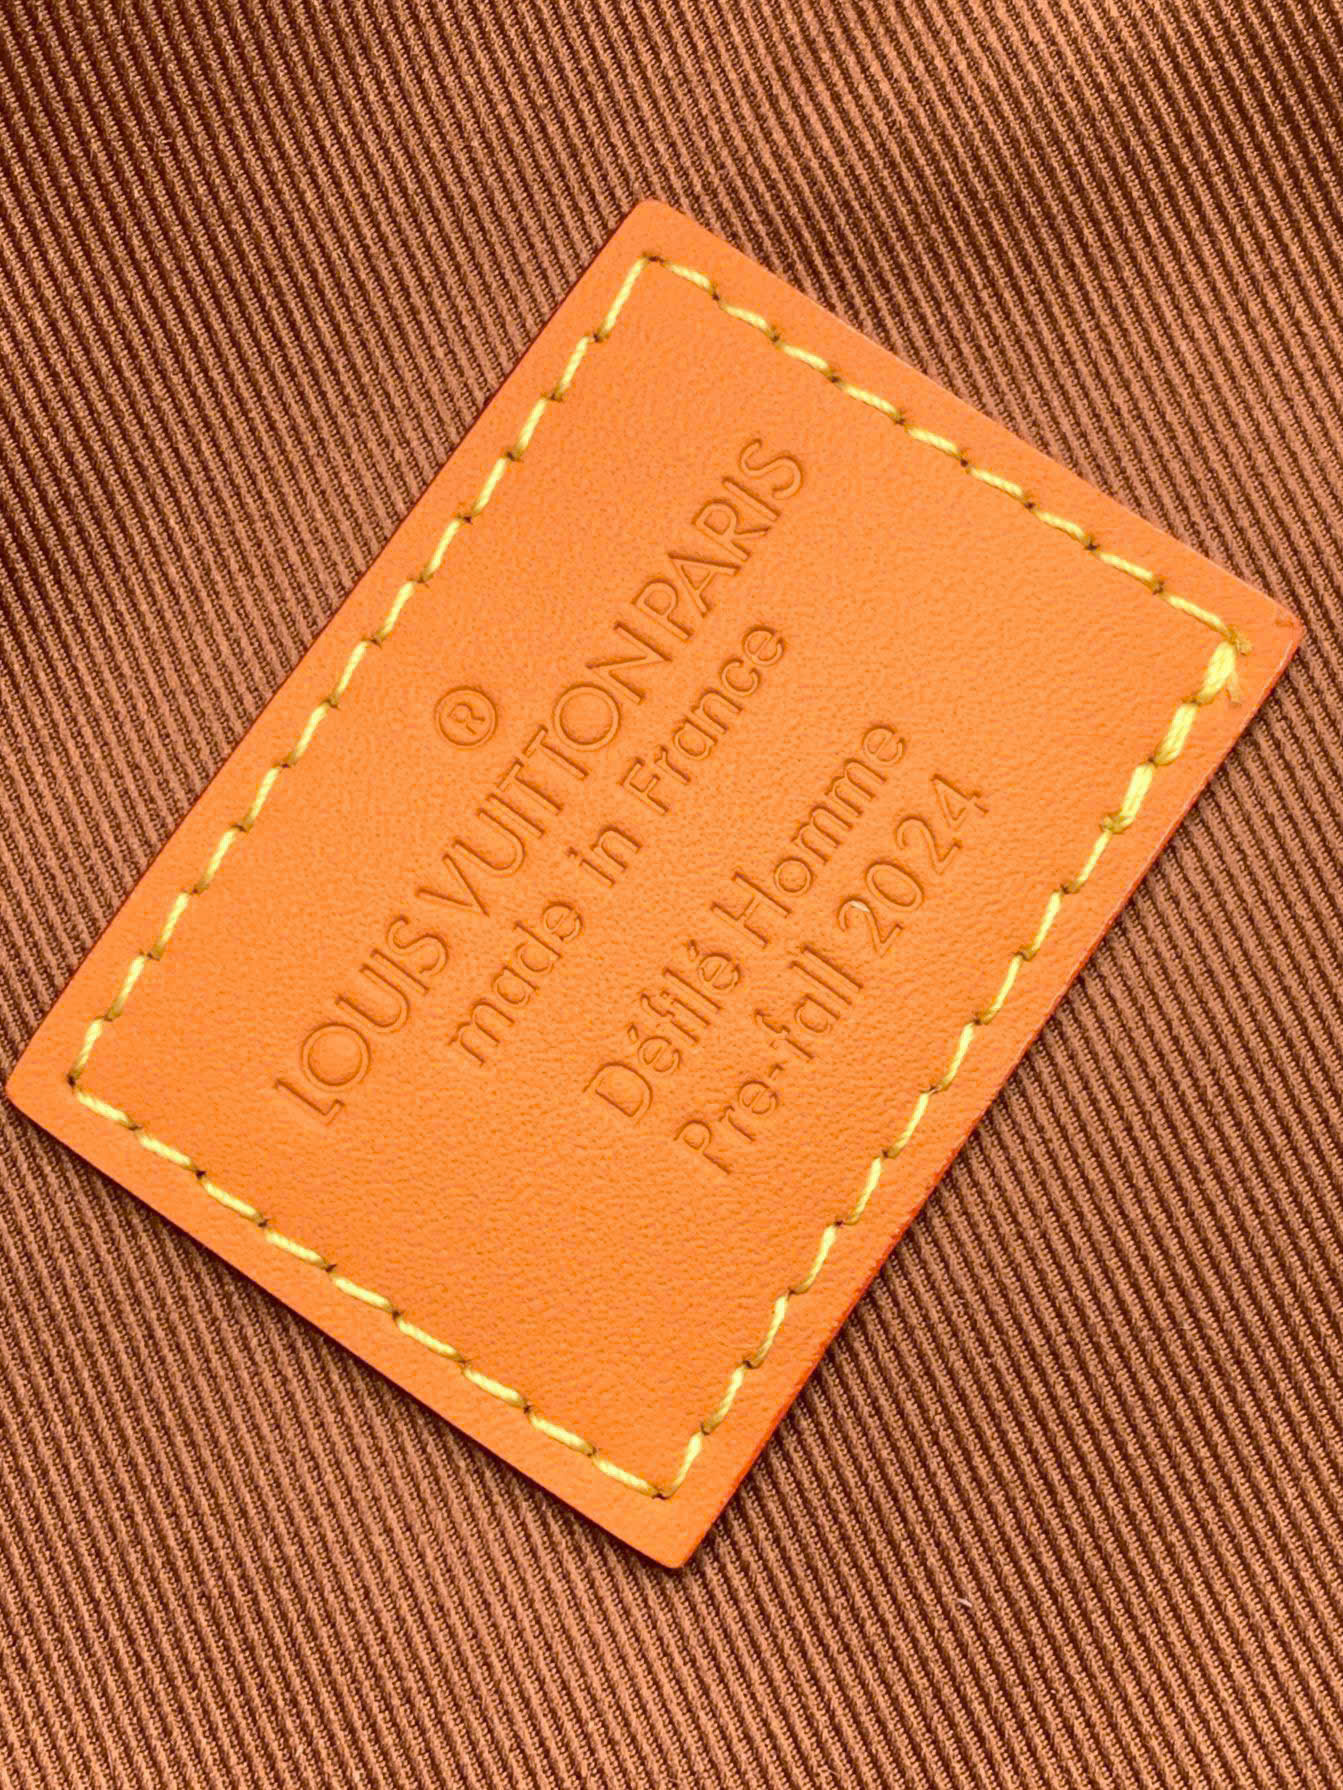 ®
LOUIS VUITTON PARIS
made in France
Défilé Homme
Pre-fall 2024